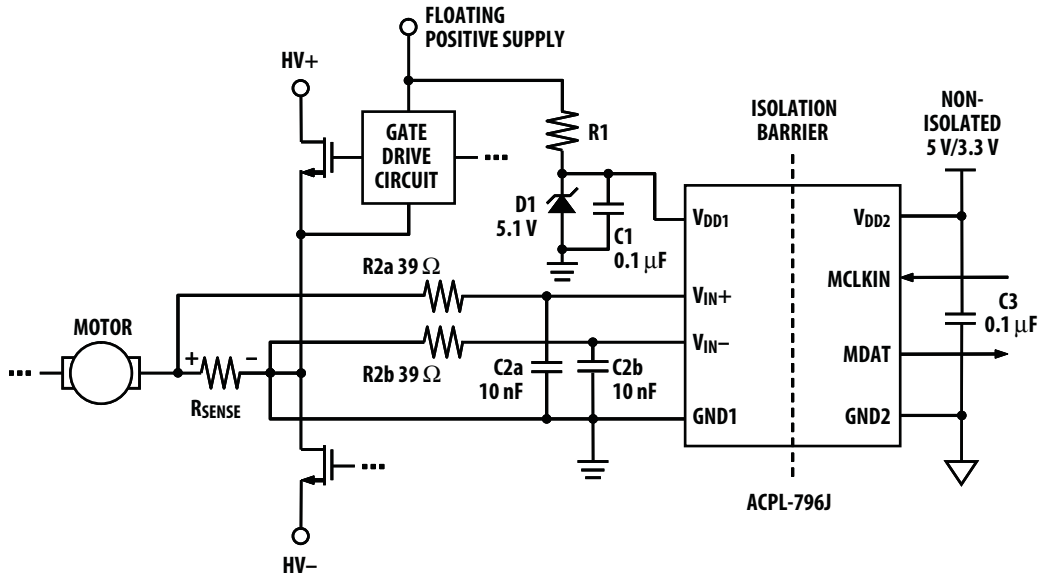 FLOATING
POSITIVE SUPPLY
HV+
GATE
DRIVE
CIRCUIT
R1
ISOLATION
BARRIER
NON-
ISOLATED
5 V/3.3 V
D1
5.1 V
C1
0.1 μF
VDD1
VDD2
R2a 39 Ω
MCLKIN
VIN+
C3
0.1 μF
MOTOR
+
−
VIN−
MDAT
R2b 39 Ω
C2a
10 nF
C2b
10 nF
RSENSE
GND1
GND2
ACPL-796J
HV−